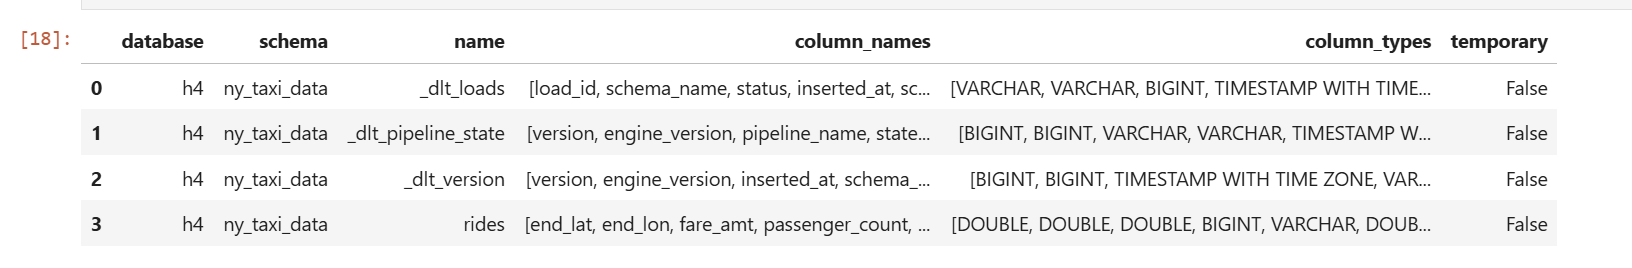 [18]: database schema name column_names column_types temporary
0 h4 ny_taxi_data _dlt_loads [load_id, schema_name, status, inserted_at, sc... [VARCHAR, VARCHAR, BIGINT, TIMESTAMP WITH TIME... False
1 h4 ny_taxi_data _dlt_pipeline_state [version, engine_version, pipeline_name, state... [BIGINT, BIGINT, VARCHAR, VARCHAR, TIMESTAMP W... False
2 h4 ny_taxi_data _dlt_version [version, engine_version, inserted_at, schema_... [BIGINT, BIGINT, TIMESTAMP WITH TIME ZONE, VAR... False
3 h4 ny_taxi_data rides [end_lat, end_lon, fare_amt, passenger_count, ... [DOUBLE, DOUBLE, DOUBLE, BIGINT, VARCHAR, DOUB... False